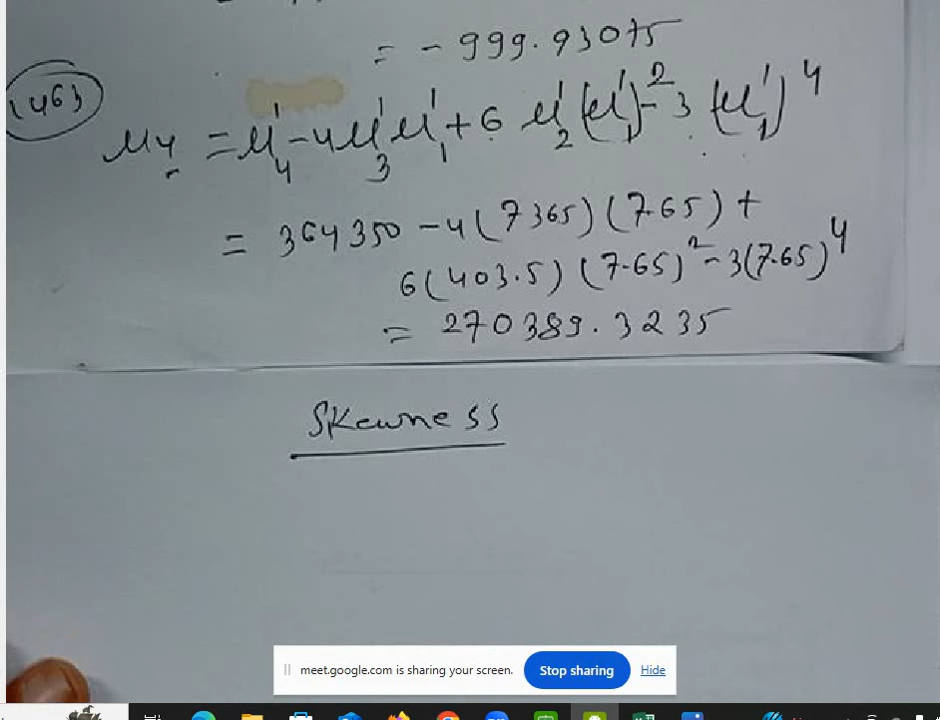 = - 999.93075
(46)
μ₄ = μ'₄ - 4μ'₃ μ'₁ + 6 μ'₂ (μ'₁)² - 3 (μ'₁)⁴
= 364350 - 4(7365)(7.65) +
6(403.5)(7.65)² - 3(7.65)⁴
= 270389.3235
Skewness
meet.google.com is sharing your screen. Stop sharing Hide